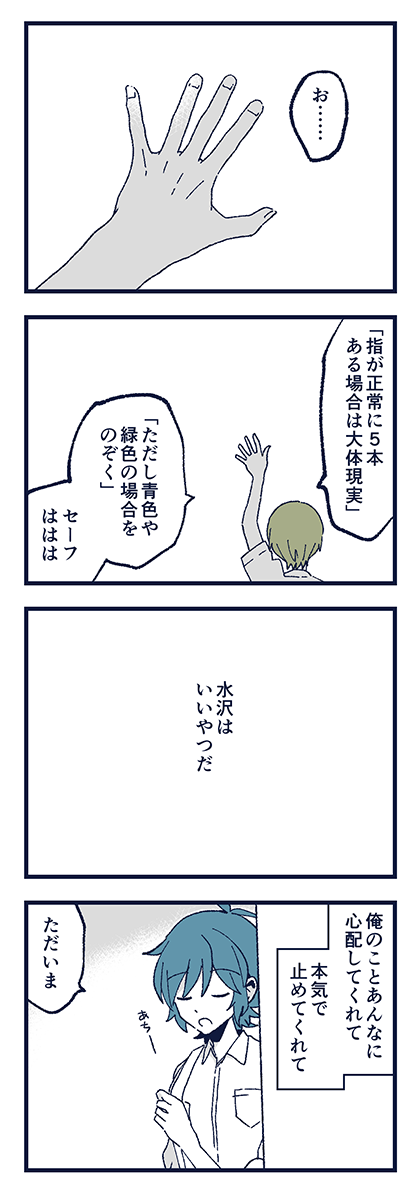 お……
「指が正常に５本
ある場合は大体現実」
「ただし青色や
緑色の場合を
のぞく」
セーフ
ははは
水沢は
いいやつだ
俺のことあんなに
心配してくれて
本気で
止めてくれて
あちー
ただいま